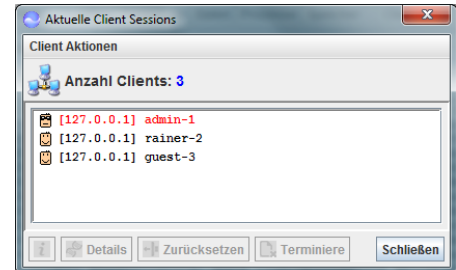 Aktuelle Client Sessions
Client Aktionen
Anzahl Clients: 3
[127.0.0.1] admin-1
[127.0.0.1] rainer-2
[127.0.0.1] guest-3
i Details Zurücksetzen Terminiere Schließen